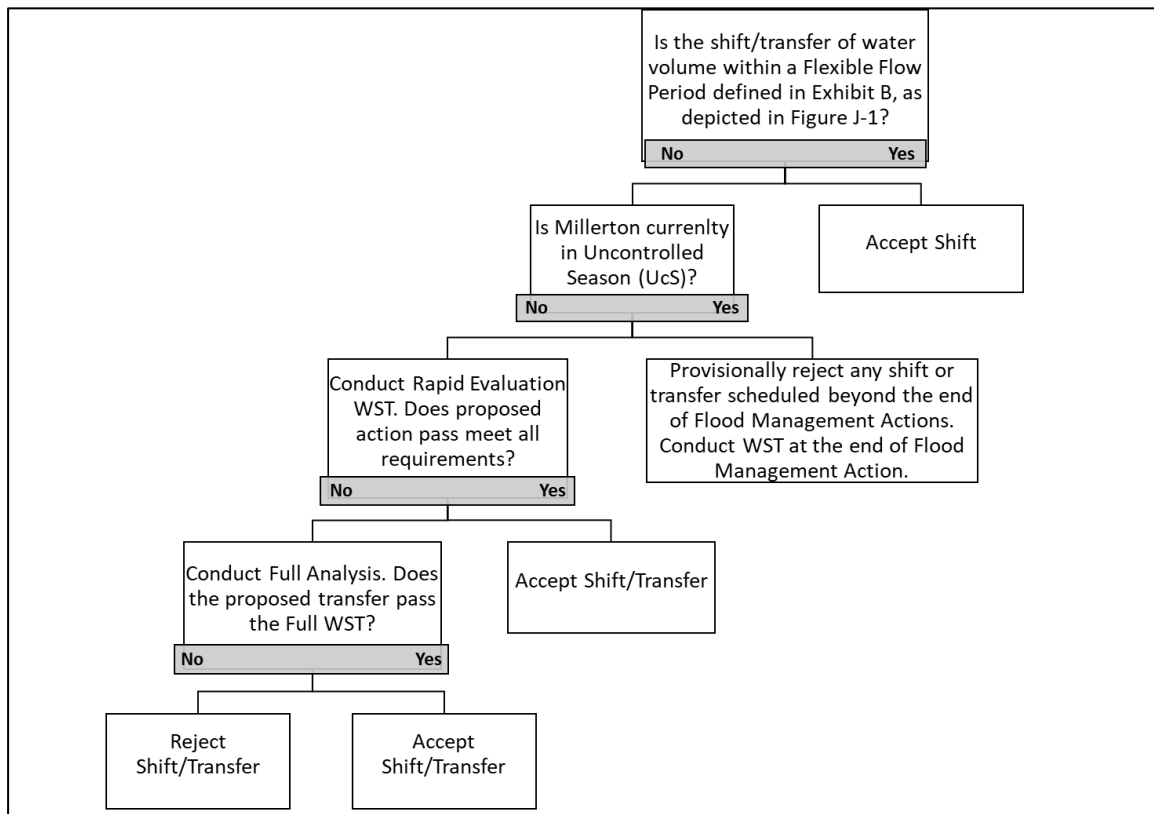 Is the shift/transfer of water
volume within a Flexible Flow
Period defined in Exhibit B, as
depicted in Figure J-1?
No Yes
Is Millerton currenlty
in Uncontrolled
Season (UcS)?
No Yes
Accept Shift
Conduct Rapid Evaluation
WST. Does proposed
action pass meet all
requirements?
No Yes
Provisionally reject any shift or
transfer scheduled beyond the end
of Flood Management Actions.
Conduct WST at the end of Flood
Management Action.
Conduct Full Analysis. Does
the proposed transfer pass
the Full WST?
No Yes
Accept Shift/Transfer
Reject
Shift/Transfer
Accept
Shift/Transfer